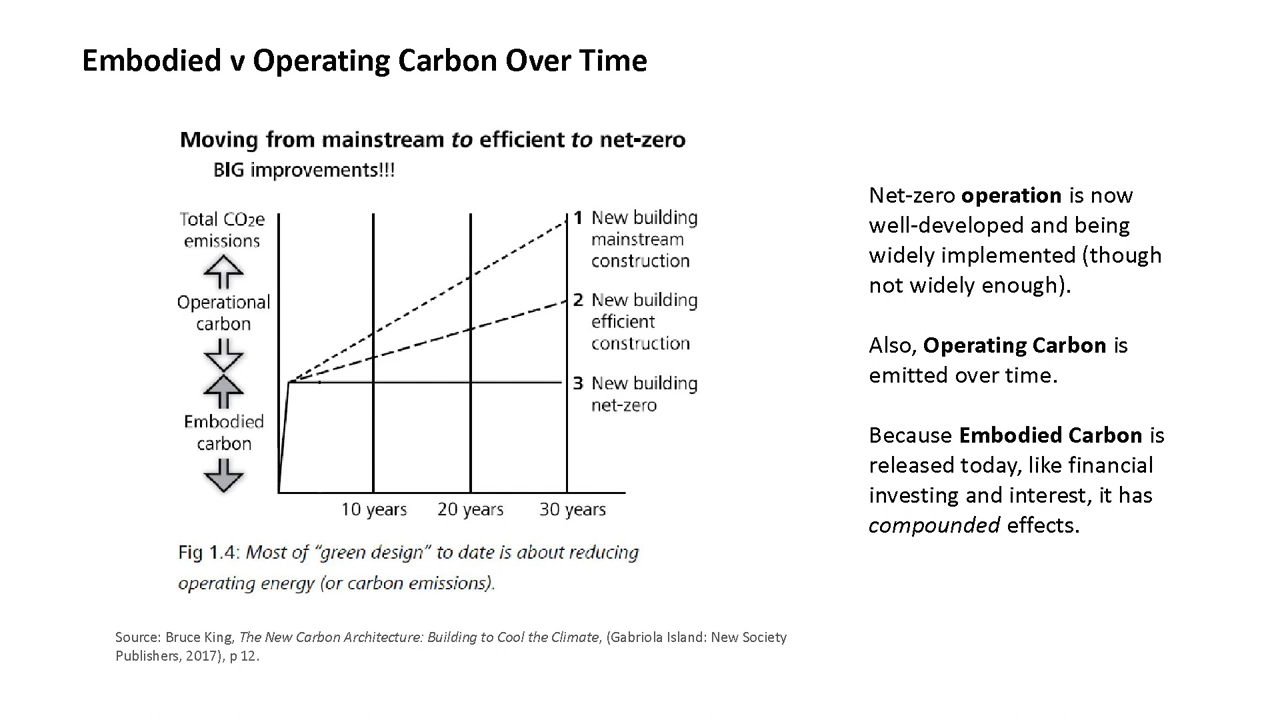 Embodied v Operating Carbon Over Time
Moving from mainstream to efficient to net-zero
BIG improvements!!!
Total CO2e
emissions
Operational
carbon
Embodied
carbon
1 New building
mainstream
construction
2 New building
efficient
construction
3 New building
net-zero
10 years 20 years 30 years
Fig 1.4: Most of “green design” to date is about reducing
operating energy (or carbon emissions).
Source: Bruce King, The New Carbon Architecture: Building to Cool the Climate, (Gabriola Island: New Society
Publishers, 2017), p 12.
Net-zero operation is now
well-developed and being
widely implemented (though
not widely enough).
Also, Operating Carbon is
emitted over time.
Because Embodied Carbon is
released today, like financial
investing and interest, it has
compounded effects.